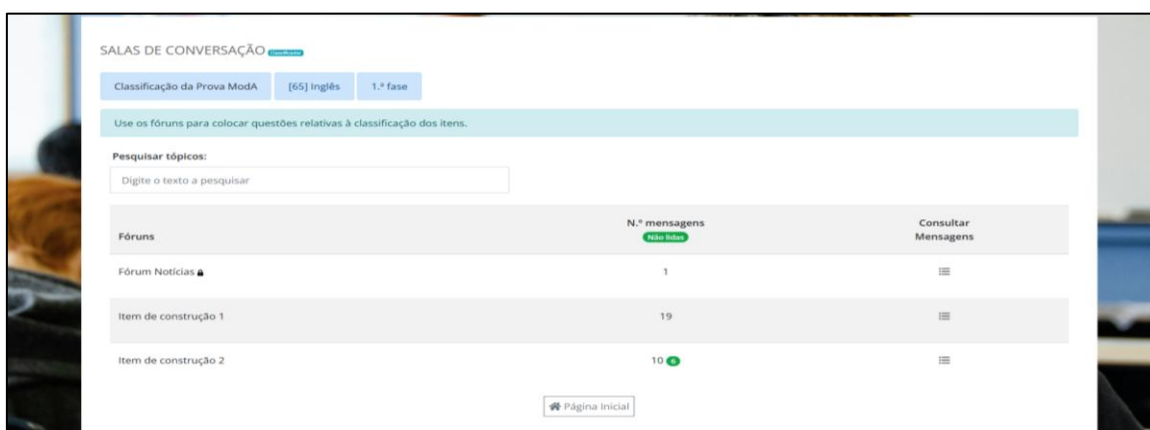 SALAS DE CONVERSAÇÃO Classificador
Classificação da Prova ModA [65] Inglês 1.ª fase
Use os fóruns para colocar questões relativas à classificação dos itens.
Pesquisar tópicos:
Digite o texto a pesquisar
Fóruns N.º mensagens Não lidas Consultar Mensagens
Fórum Notícias 1
Item de construção 1 19
Item de construção 2 10 6
Página Inicial